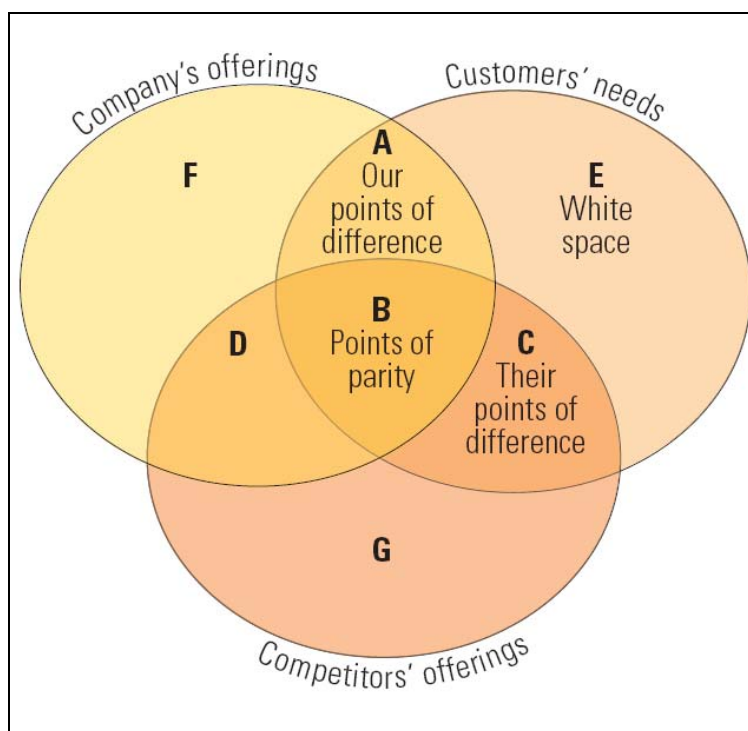 Company's offerings
Customers' needs
A
Our
points of
difference
F
E
White
space
B
Points of
parity
D
C
Their
points of
difference
G
Competitors' offerings